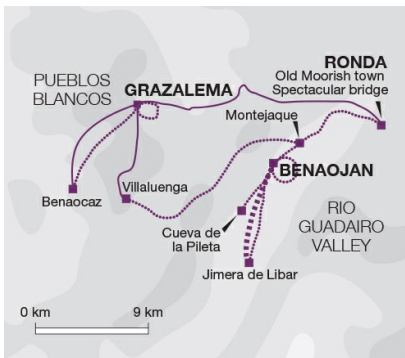 RONDA
Old Moorish town
Spectacular bridge
PUEBLOS
BLANCOS
GRAZALEMA
Montejaque
BENAOJAN
Benaocaz
Villaluenga
Cueva de
la Pileta
RIO
GUADAIRO
VALLEY
Jimera de Libar
0 km
9 km